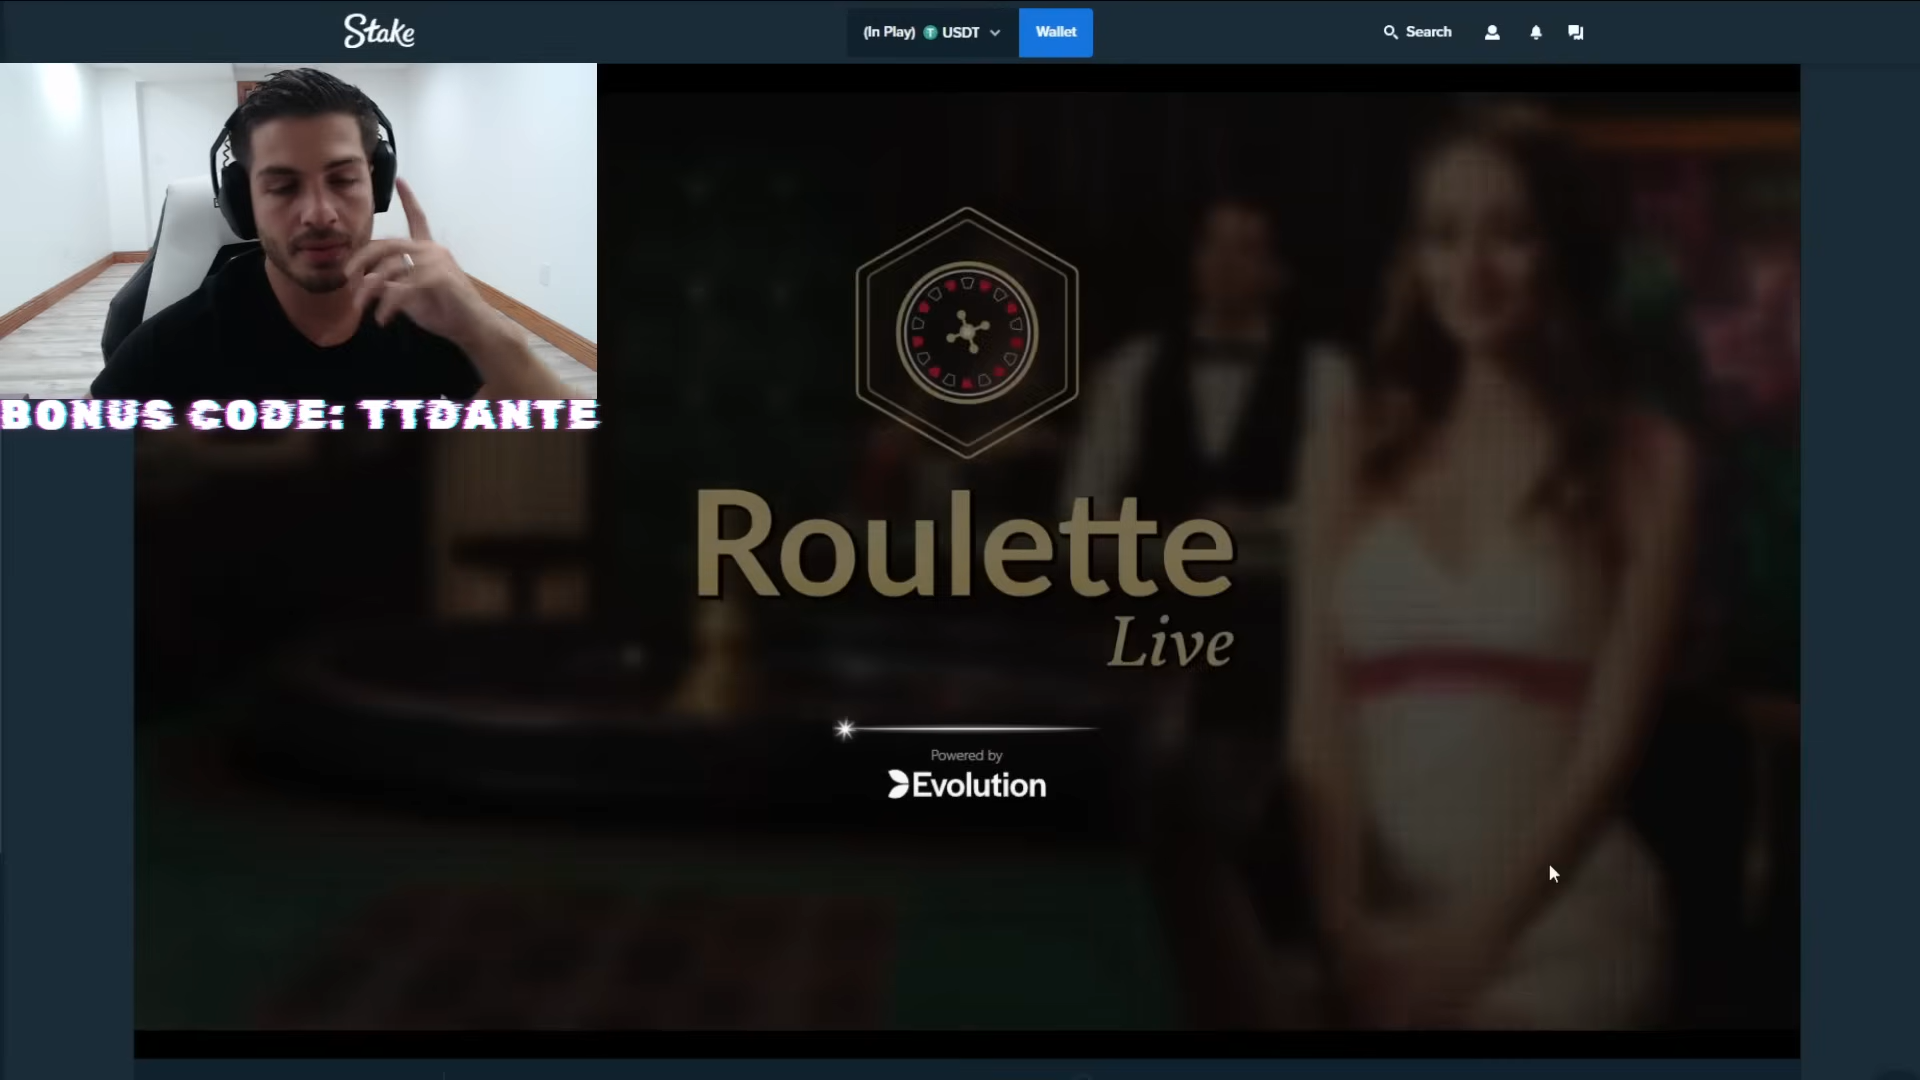 Stake
(In Play) USDT
Wallet
Search
BONUS CODE: TTDANTE
Roulette
Live
Powered by
Evolution